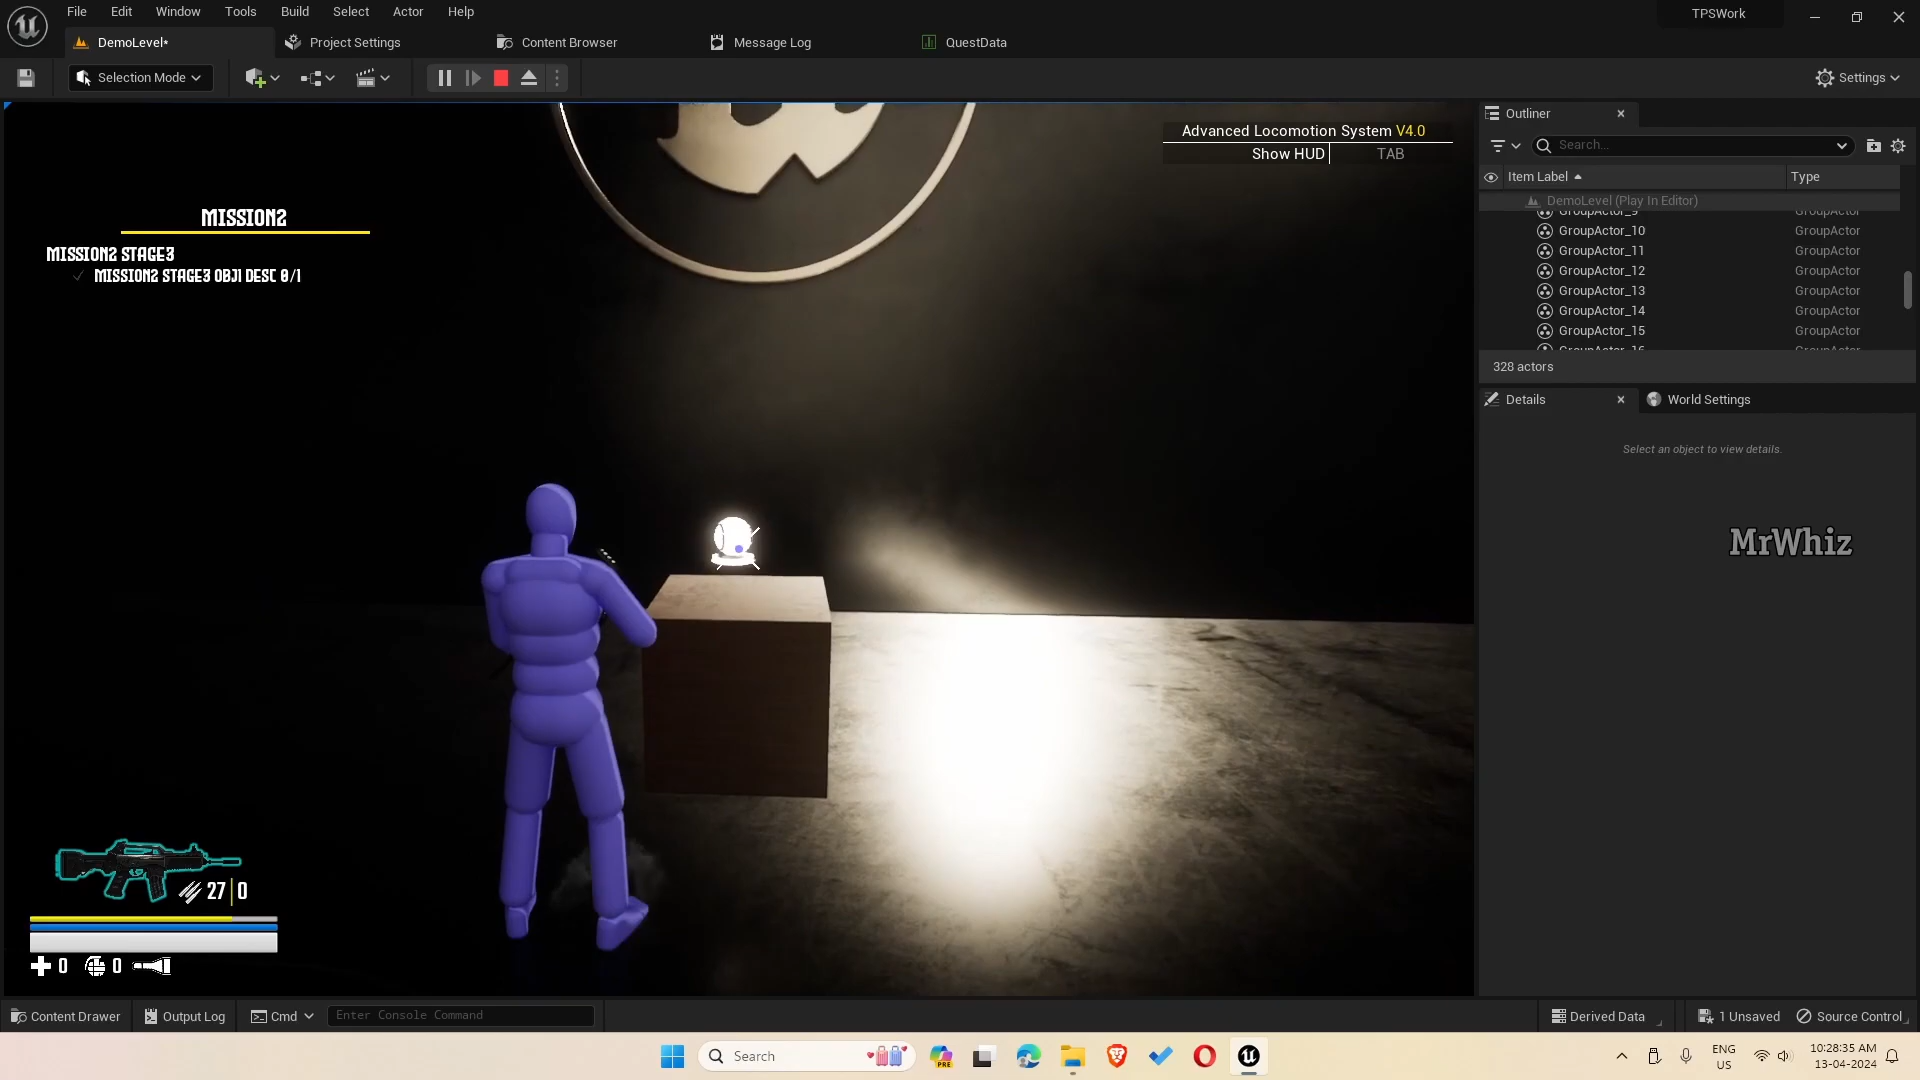 File Edit Window Tools Build Select Actor Help
TPSWork
DemoLevel*
Project Settings
Content Browser
Message Log
QuestData
Selection Mode
Settings
Advanced Locomotion System V4.0
Show HUD TAB
MISSION2
MISSION2 STAGE3
MISSION2 STAGE3 OBJ1 DESC 0/1
27 0
0 0
Outliner
Search...
Item Label Type
DemoLevel (Play In Editor)
GroupActor_9 GroupActor
GroupActor_10 GroupActor
GroupActor_11 GroupActor
GroupActor_12 GroupActor
GroupActor_13 GroupActor
GroupActor_14 GroupActor
GroupActor_15 GroupActor
GroupActor_16 GroupActor
328 actors
Details
World Settings
Select an object to view details.
MrWhiz
Content Drawer
Output Log
Cmd
Enter Console Command
Derived Data
1 Unsaved
Source Control
Search
PRE
ENG
US
10:28:35 AM
13-04-2024